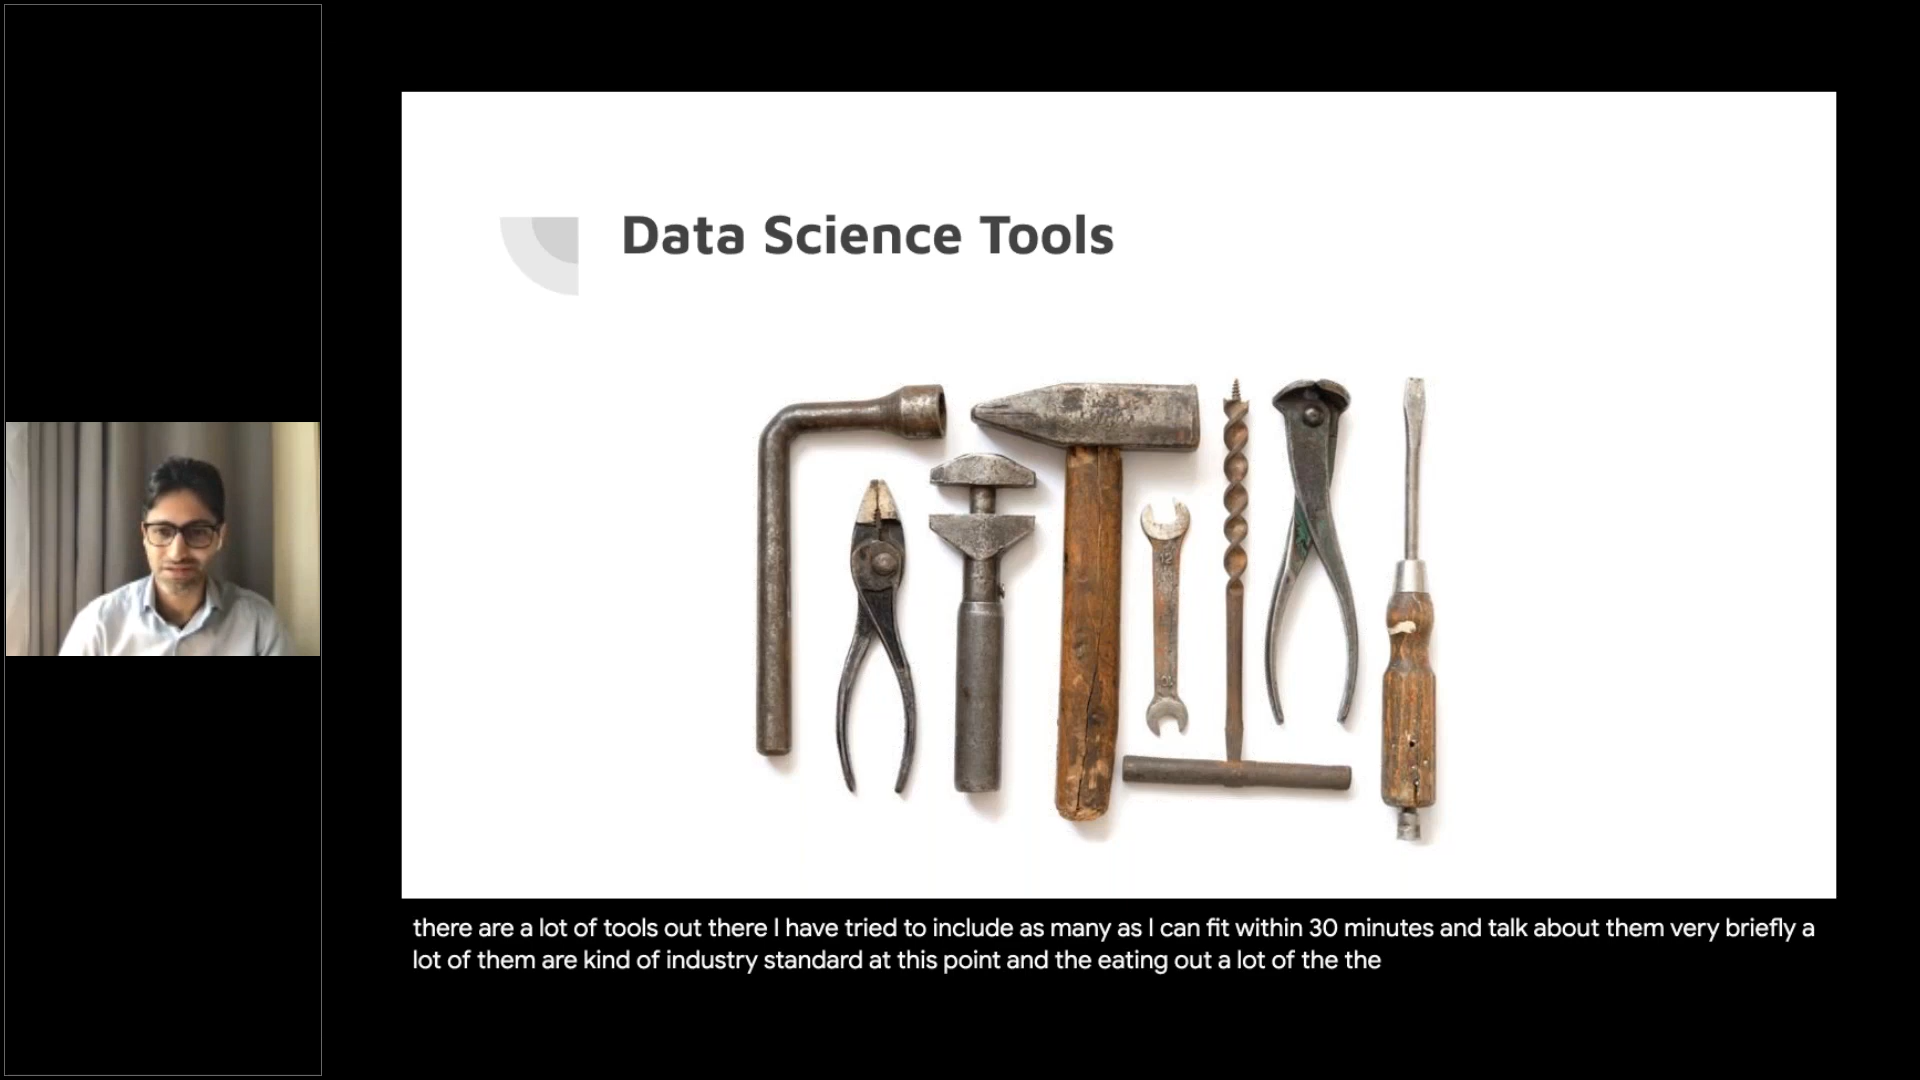 Data Science Tools
there are a lot of tools out there I have tried to include as many as I can fit within 30 minutes and talk about them very briefly a
lot of them are kind of industry standard at this point and the eating out a lot of the the